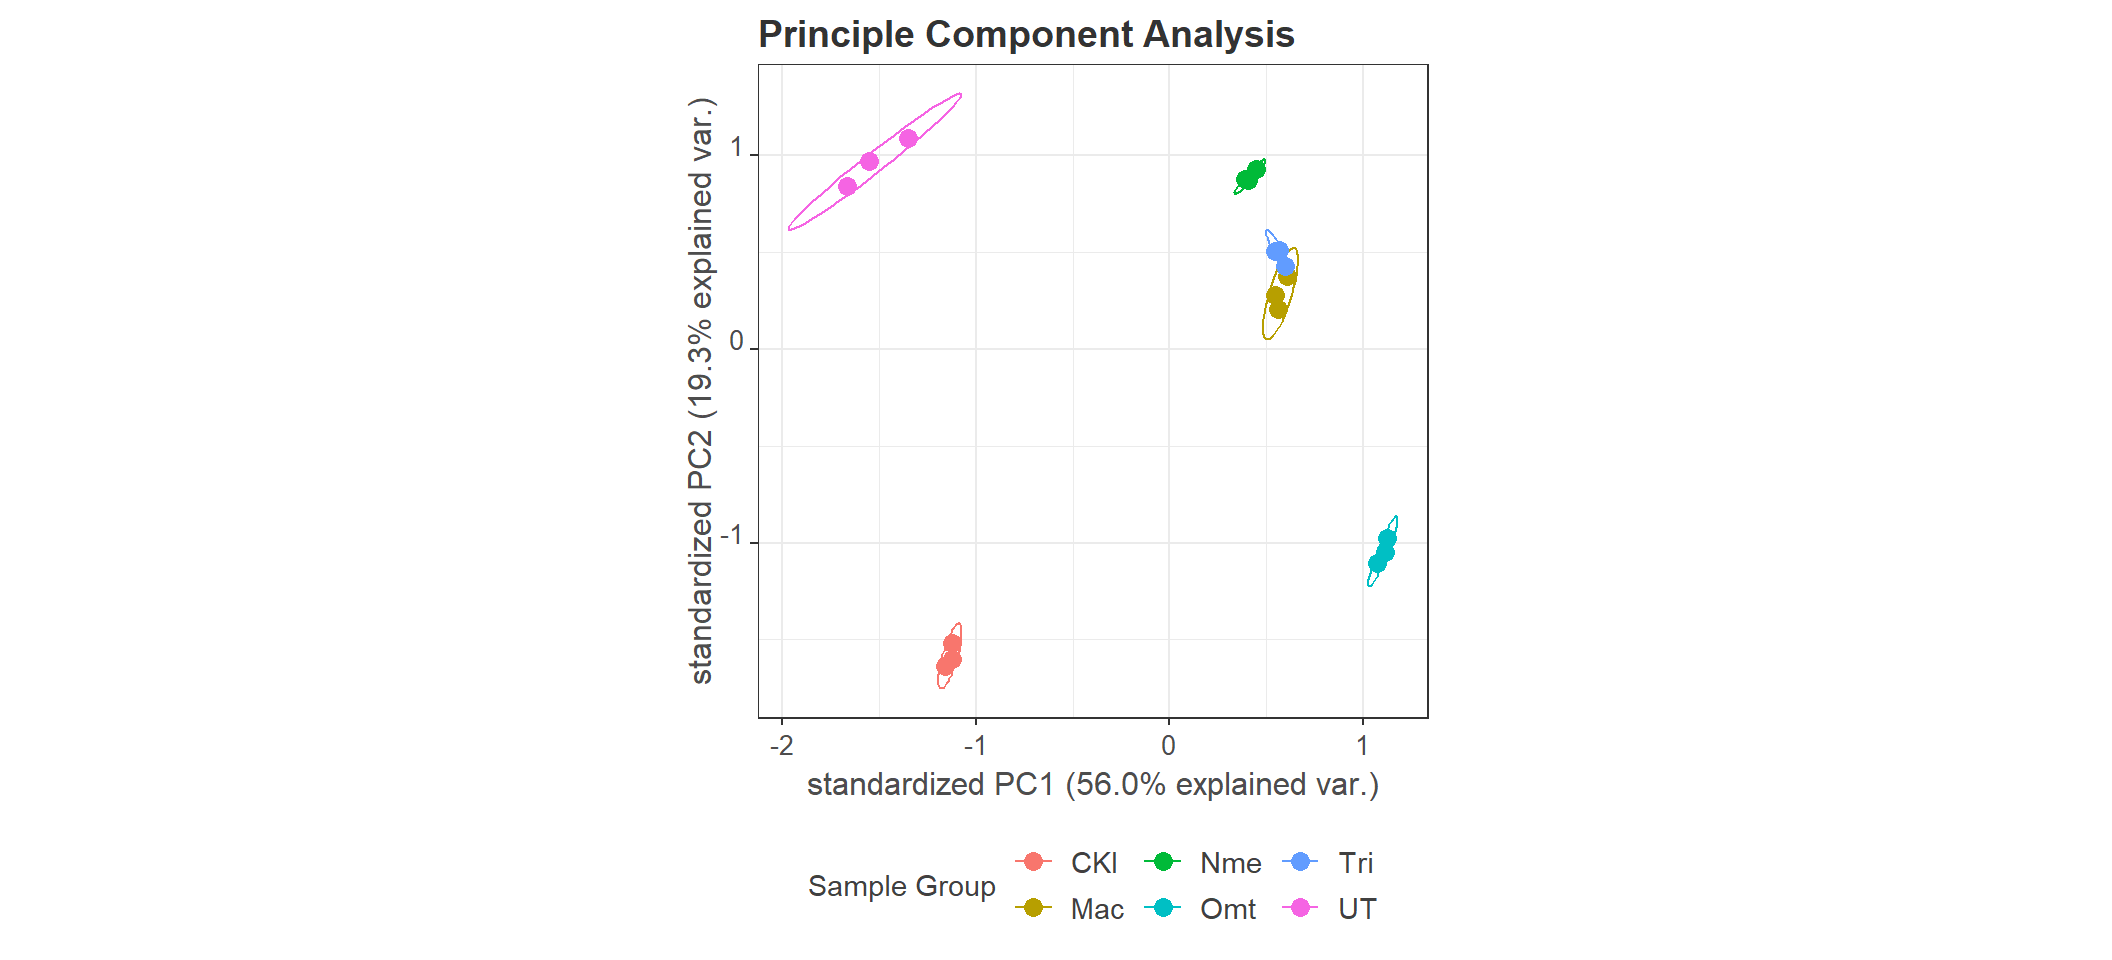 Principle Component Analysis
standardized PC2 (19.3% explained var.)
1
0
-1
-2 -1 0 1
standardized PC1 (56.0% explained var.)
Sample Group
CKI Nme Tri
Mac Omt UT